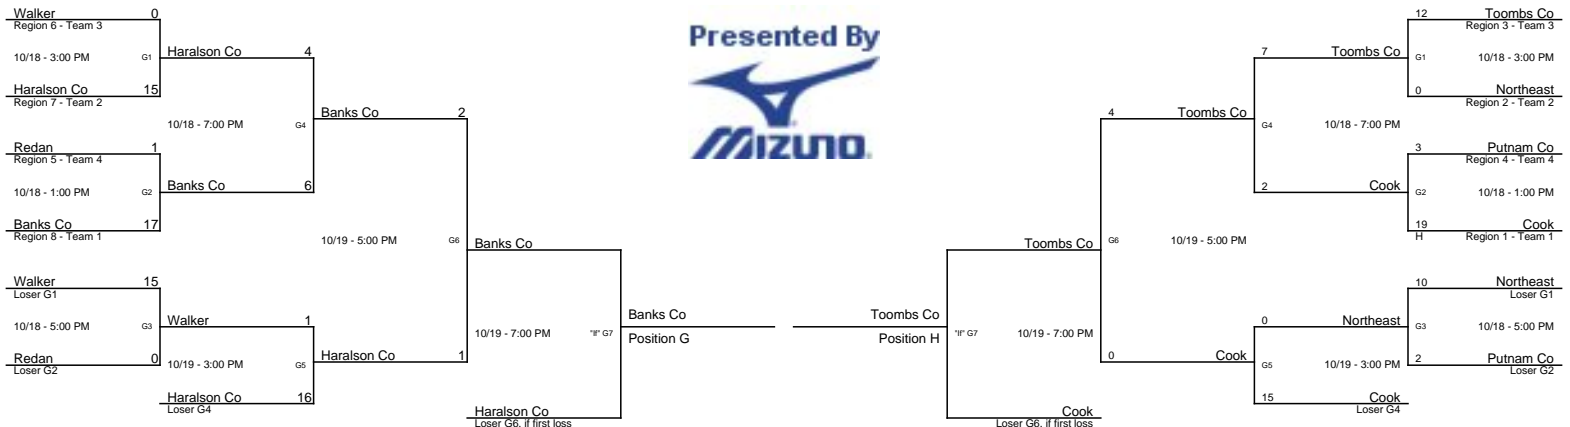 Presented By
MIZUNO
Walker 0
Region 6 - Team 3
10/18 - 3:00 PM G1
Haralson Co 15
Region 7 - Team 2
Haralson Co 4
10/18 - 7:00 PM G4
Redan 1
Region 5 - Team 4
10/18 - 1:00 PM G2
Banks Co 17
Region 8 - Team 1
Banks Co 6
Banks Co 2
10/19 - 5:00 PM G6
Walker 15
Loser G1
10/18 - 5:00 PM G3
Redan 0
Loser G2
Walker 1
10/19 - 3:00 PM G5
Haralson Co 16
Loser G4
Haralson Co 1
Banks Co
10/19 - 7:00 PM "If" G7
Haralson Co
Loser G6, if first loss
Banks Co
Position G
12 Toombs Co
Region 3 - Team 3
G1 10/18 - 3:00 PM
0 Northeast
Region 2 - Team 2
7 Toombs Co
G4 10/18 - 7:00 PM
3 Putnam Co
Region 4 - Team 4
G2 10/18 - 1:00 PM
19 Cook
H Region 1 - Team 1
2 Cook
4 Toombs Co
G6 10/19 - 5:00 PM
10 Northeast
Loser G1
G3 10/18 - 5:00 PM
2 Putnam Co
Loser G2
0 Northeast
G5 10/19 - 3:00 PM
15 Cook
Loser G4
0 Cook
Toombs Co
"If" G7 10/19 - 7:00 PM
Cook
Loser G6, if first loss
Toombs Co
Position H